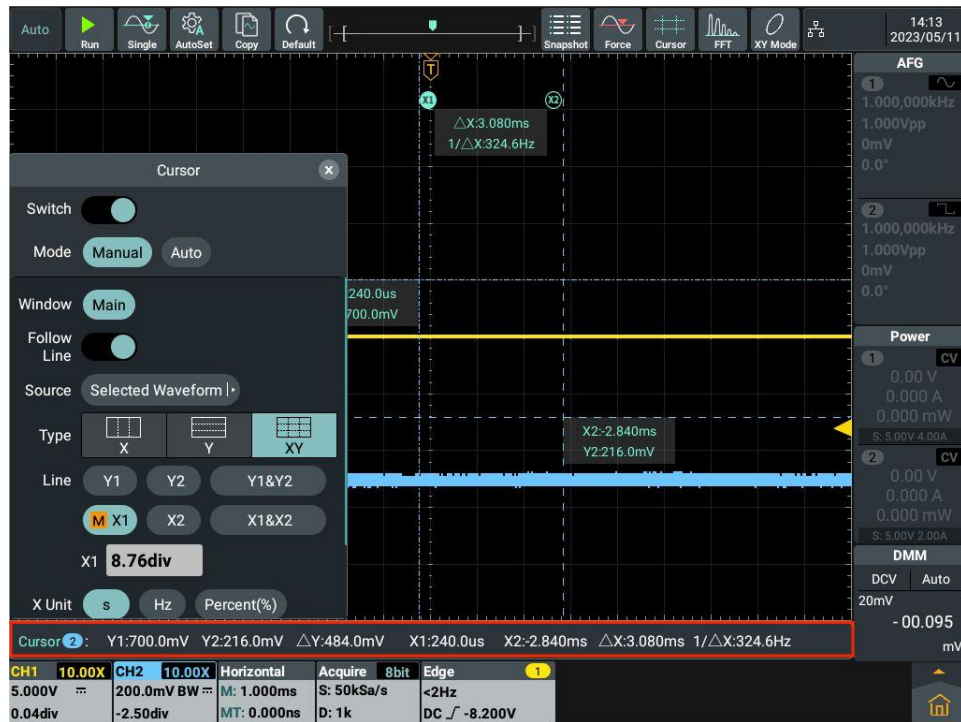 Auto Run Single AutoSet Copy Default Snapshot Force Cursor FFT XY Mode 14:13
2023/05/11
T
X1 X2
△X:3.080ms
1/△X:324.6Hz
Cursor x
Switch
Mode Manual Auto
Window Main
Follow
Line
Source Selected Waveform
Type X Y XY
Line Y1 Y2 Y1&Y2
M X1 X2 X1&X2
X1 8.76div
X Unit s Hz Percent(%)
240.0us
700.0mV
X2:-2.840ms
Y2:216.0mV
AFG
1
1.000,000kHz
1.000Vpp
0mV
0.0°
2
1.000,000kHz
1.000Vpp
0mV
0.0°
Power
1 CV
0.00 V
0.000 A
0.000 mW
S: 5.00V 4.00A
2 CV
0.00 V
0.000 A
0.000 mW
S: 5.00V 2.00A
DMM
DCV Auto
20mV
- 00.095
mV
Cursor 2 : Y1:700.0mV Y2:216.0mV △Y:484.0mV X1:240.0us X2:-2.840ms △X:3.080ms 1/△X:324.6Hz
CH1 10.00X CH2 10.00X Horizontal Acquire 8bit Edge 1
5.000V 200.0mV BW M: 1.000ms S: 50kSa/s <2Hz
0.04div -2.50div MT: 0.000ns D: 1k DC -8.200V